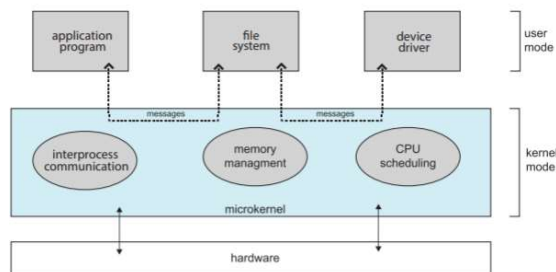 application
program
file
system
device
driver
user
mode
messages
messages
interprocess
communication
memory
managment
CPU
scheduling
kernel
mode
microkernel
hardware